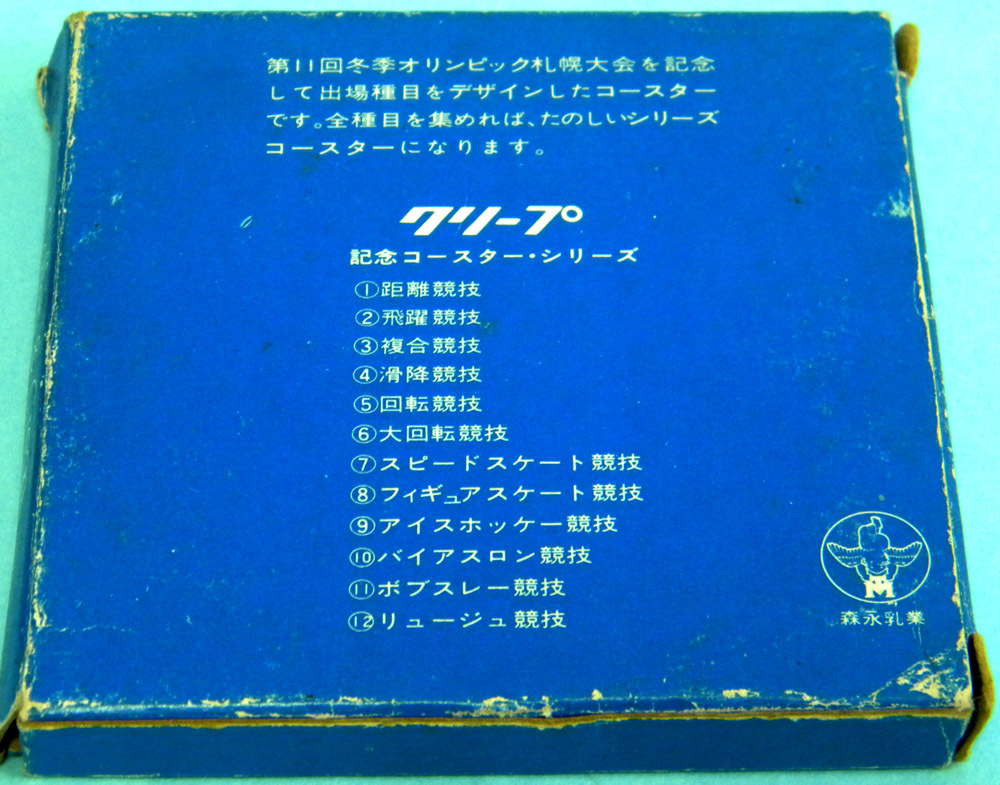 第11回冬季オリンピック札幌大会を記念
して出場種目をデザインしたコースター
です。全種目を集めれば、たのしいシリーズ
コースターになります。
クリープ
記念コースター・シリーズ
①距離競技
②飛躍競技
③複合競技
④滑降競技
⑤回転競技
⑥大回転競技
⑦スピードスケート競技
⑧フィギュアスケート競技
⑨アイスホッケー競技
⑩バイアスロン競技
⑪ボブスレー競技
⑫リュージュ競技
M
森永乳業